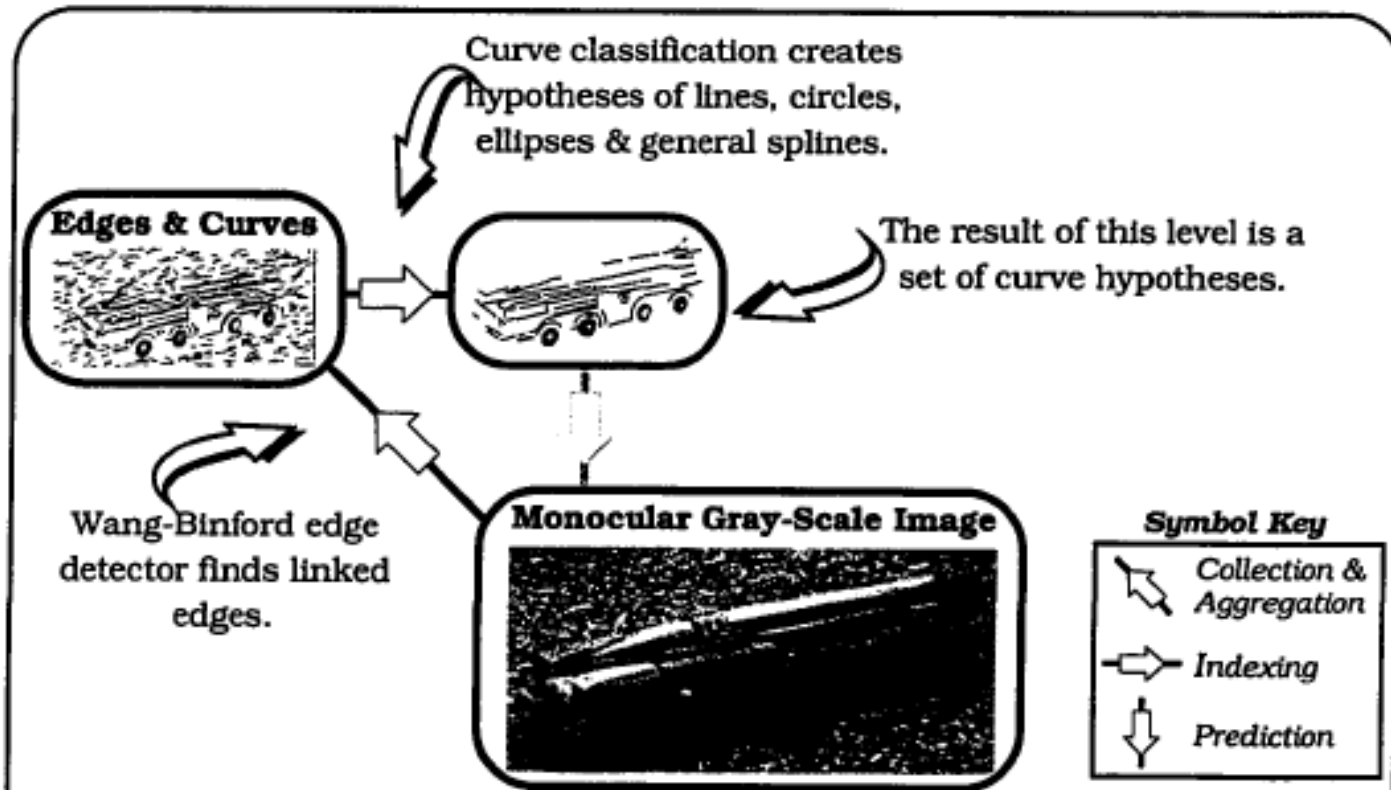 Curve classification creates
hypotheses of lines, circles,
ellipses & general splines.
Edges & Curves
The result of this level is a
set of curve hypotheses.
Wang-Binford edge
detector finds linked
edges.
Monocular Gray-Scale Image
Symbol Key
Collection &
Aggregation
Indexing
Prediction